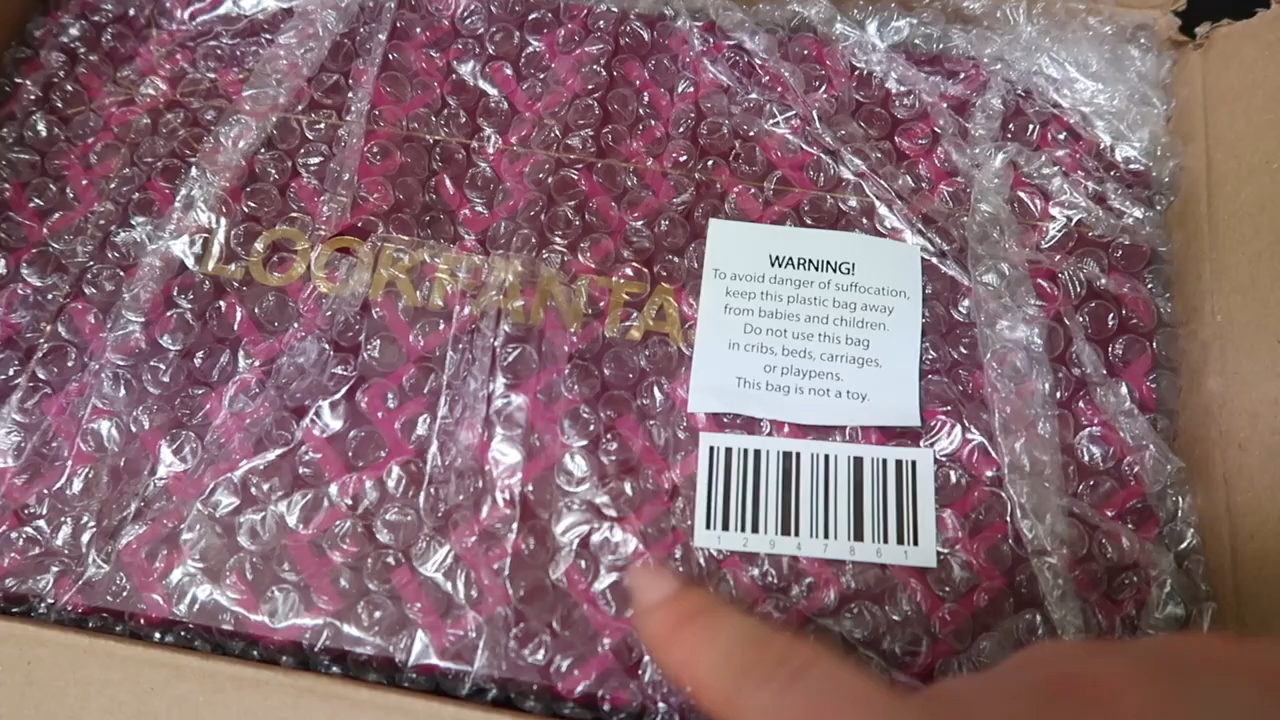 LOORFANTA
WARNING!
To avoid danger of suffocation,
keep this plastic bag away
from babies and children.
Do not use this bag
in cribs, beds, carriages,
or playpens.
This bag is not a toy.
1 2 9 4 7 8 6 1